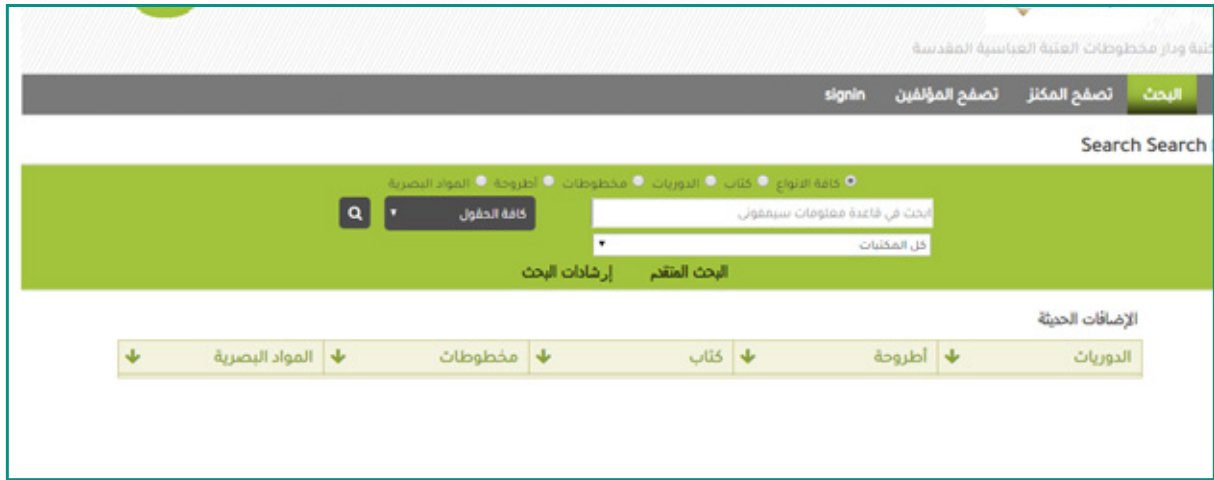 ودار مخطوطات العتبة العباسية المقدسة
البحث تصفح المكنز تصفح المؤلفين signin
Search Search
كافة الانواع كتاب الدوريات مخطوطات أطروحة المواد البصرية
ابحث في قاعدة معلومات سيمفوني كافة الحقول
كل المكتبات
البحث المتقدم إرشادات البحث
الإضافات الحديثة
الدوريات أطروحة كتاب مخطوطات المواد البصرية